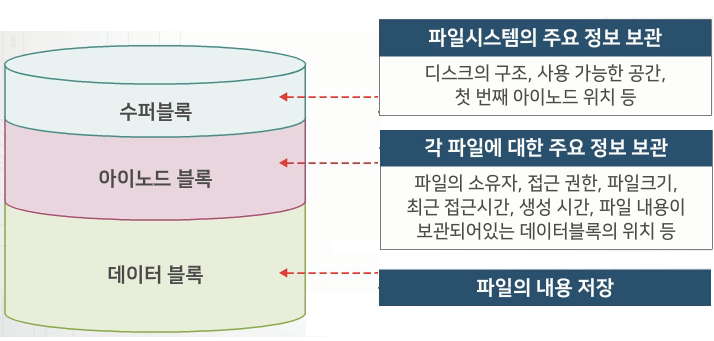 수퍼블록
아이노드 블록
데이터 블록
파일시스템의 주요 정보 보관
디스크의 구조, 사용 가능한 공간,
첫 번째 아이노드 위치 등
각 파일에 대한 주요 정보 보관
파일의 소유자, 접근 권한, 파일크기,
최근 접근시간, 생성 시간, 파일 내용이
보관되어있는 데이터블록의 위치 등
파일의 내용 저장